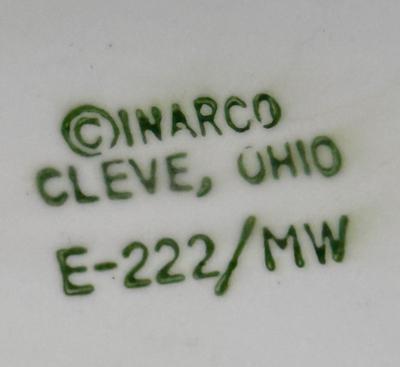 ©INARCO
CLEVE, OHIO
E-222/MW